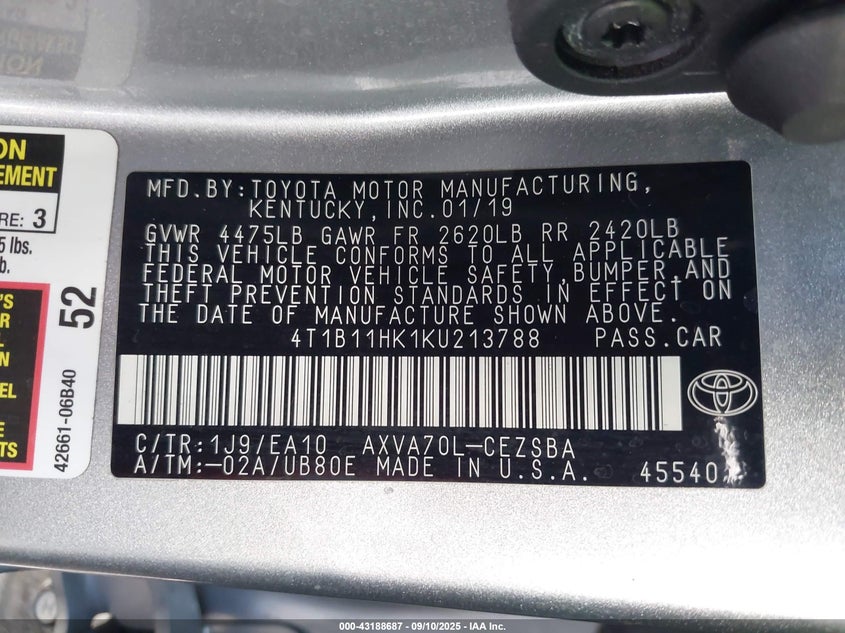 ON
EMENT
RE: 3
5 lbs.
b.
'S
R
EL
52
42661-06B40
MFD.BY:TOYOTA MOTOR MANUFACTURING,
KENTUCKY,INC.01/19
GVWR 4475LB GAWR FR 2620LB RR 2420LB
THIS VEHICLE CONFORMS TO ALL APPLICABLE
FEDERAL MOTOR VEHICLE SAFETY,BUMPER,AND
THEFT PREVENTION STANDARDS IN EFFECT ON
THE DATE OF MANUFACTURE SHOWN ABOVE.
4T1B11HK1KU213788 PASS.CAR
C/TR:1J9/EA10 AXVA70L-CEZSBA
A/TM:-02A/UB80E MADE IN U.S.A.
45540
000-43188687 - 09/10/2025 - IAA Inc.